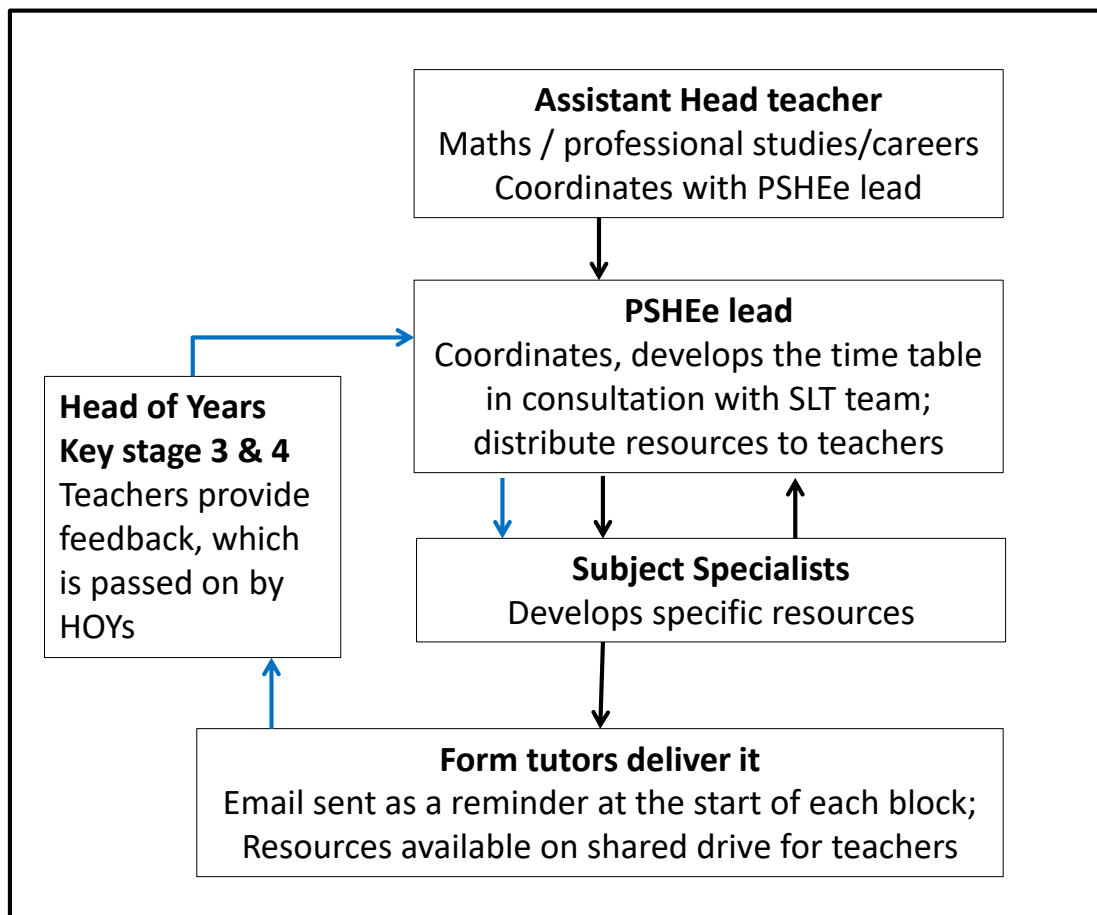 Assistant Head teacher
Maths / professional studies/careers
Coordinates with PSHEe lead
PSHEe lead
Coordinates, develops the time table
in consultation with SLT team;
distribute resources to teachers
Head of Years
Key stage 3 & 4
Teachers provide
feedback, which
is passed on by
HOYs
Subject Specialists
Develops specific resources
Form tutors deliver it
Email sent as a reminder at the start of each block;
Resources available on shared drive for teachers